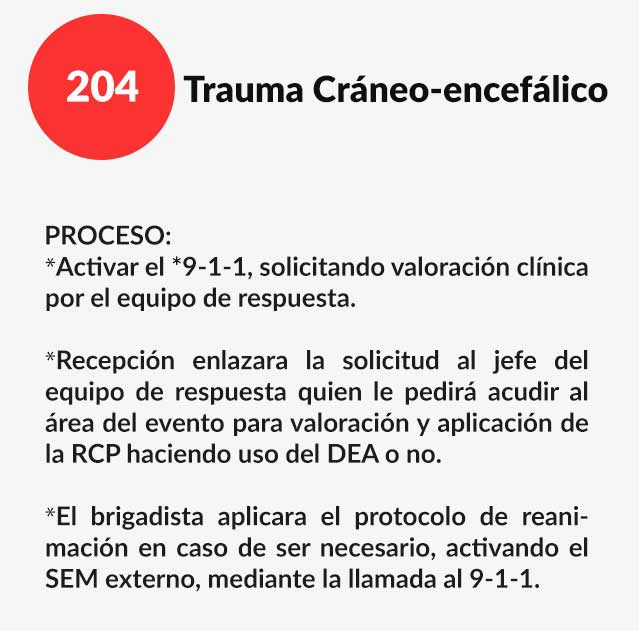 204 Trauma Cráneo-encefálico
PROCESO:
*Activar el *9-1-1, solicitando valoración clínica
por el equipo de respuesta.
*Recepción enlazara la solicitud al jefe del
equipo de respuesta quien le pedirá acudir al
área del evento para valoración y aplicación de
la RCP haciendo uso del DEA o no.
*El brigadista aplicara el protocolo de reani-
mación en caso de ser necesario, activando el
SEM externo, mediante la llamada al 9-1-1.